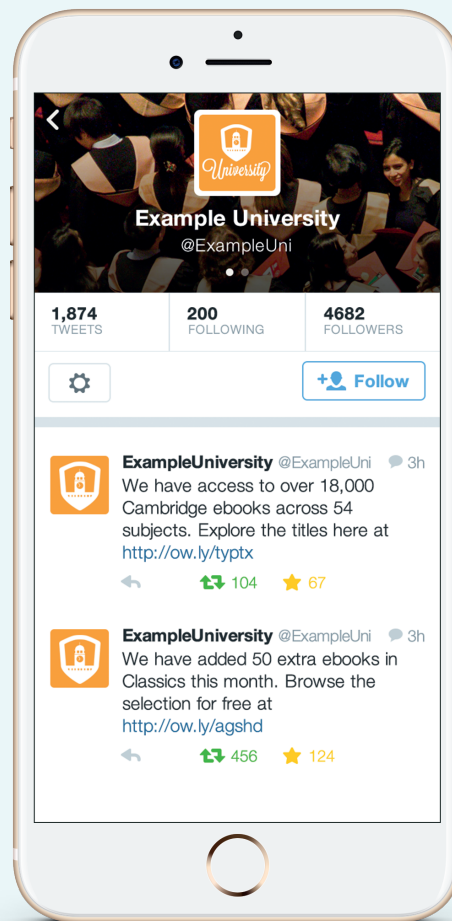 University
Example University
@ExampleUni
1,874
TWEETS
200
FOLLOWING
4682
FOLLOWERS
Follow
ExampleUniversity @ExampleUni 3h
We have access to over 18,000
Cambridge ebooks across 54
subjects. Explore the titles here at
http://ow.ly/typtx
104 67
ExampleUniversity @ExampleUni 3h
We have added 50 extra ebooks in
Classics this month. Browse the
selection for free at
http://ow.ly/agshd
456 124